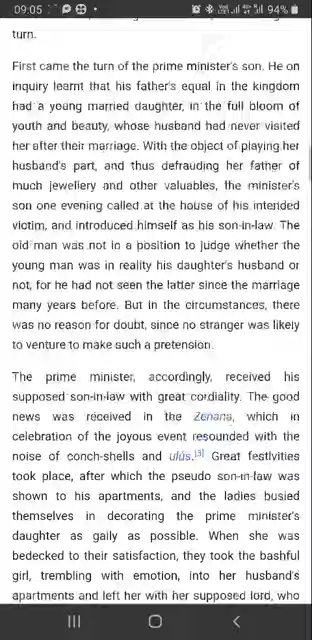 09:05
94%
turn.
First came the turn of the prime minister's son. He on
inquiry learnt that his father's equal in the kingdom
had a young married daughter, in the full bloom of
youth and beauty, whose husband had never visited
her after their marriage. With the object of playing her
husband's part, and thus defrauding her father of
much jewellery and other valuables, the minister's
son one evening called at the house of his intended
victim, and introduced himself as his son-in-law. The
old man was not in a position to judge whether the
young man was in reality his daughter's husband or
not, for he had not seen the latter since the marriage
many years before. But in the circumstances, there
was no reason for doubt, since no stranger was likely
to venture to make such a pretension.
The prime minister, accordingly, received his
supposed son-in-law with great cordiality. The good
news was received in the Zenana, which in
celebration of the joyous event resounded with the
noise of conch-shells and ulús.[3] Great festivities
took place, after which the pseudo son-in-law was
shown to his apartments, and the ladies busied
themselves in decorating the prime minister's
daughter as gaily as possible. When she was
bedecked to their satisfaction, they took the bashful
girl, trembling with emotion, into her husband's
apartments and left her with her supposed lord, who